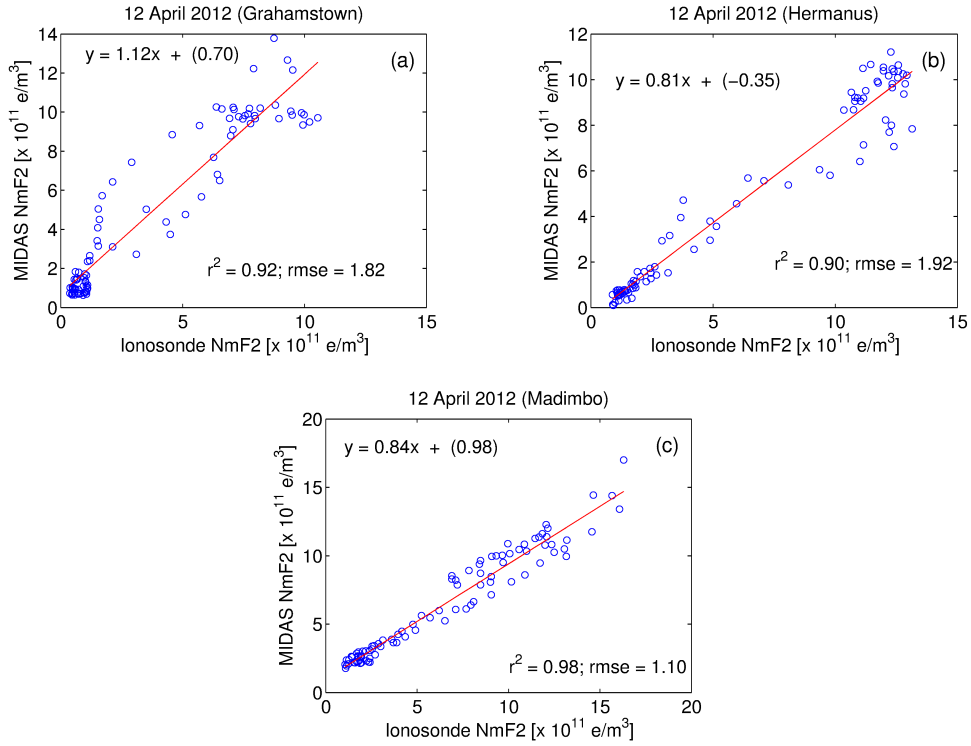 12 April 2012 (Grahamstown)
14
12
10
8
6
4
2
0
MIDAS NmF2 [x 10^11 e/m^3]
y = 1.12x + (0.70)
(a)
r^2 = 0.92; rmse = 1.82
0
5
10
15
Ionosonde NmF2 [x 10^11 e/m^3]
12 April 2012 (Hermanus)
12
10
8
6
4
2
0
MIDAS NmF2 [x 10^11 e/m^3]
y = 0.81x + (−0.35)
(b)
r^2 = 0.90; rmse = 1.92
0
5
10
15
Ionosonde NmF2 [x 10^11 e/m^3]
12 April 2012 (Madimbo)
20
15
10
5
0
MIDAS NmF2 [x 10^11 e/m^3]
y = 0.84x + (0.98)
(c)
r^2 = 0.98; rmse = 1.10
0
5
10
15
20
Ionosonde NmF2 [x 10^11 e/m^3]